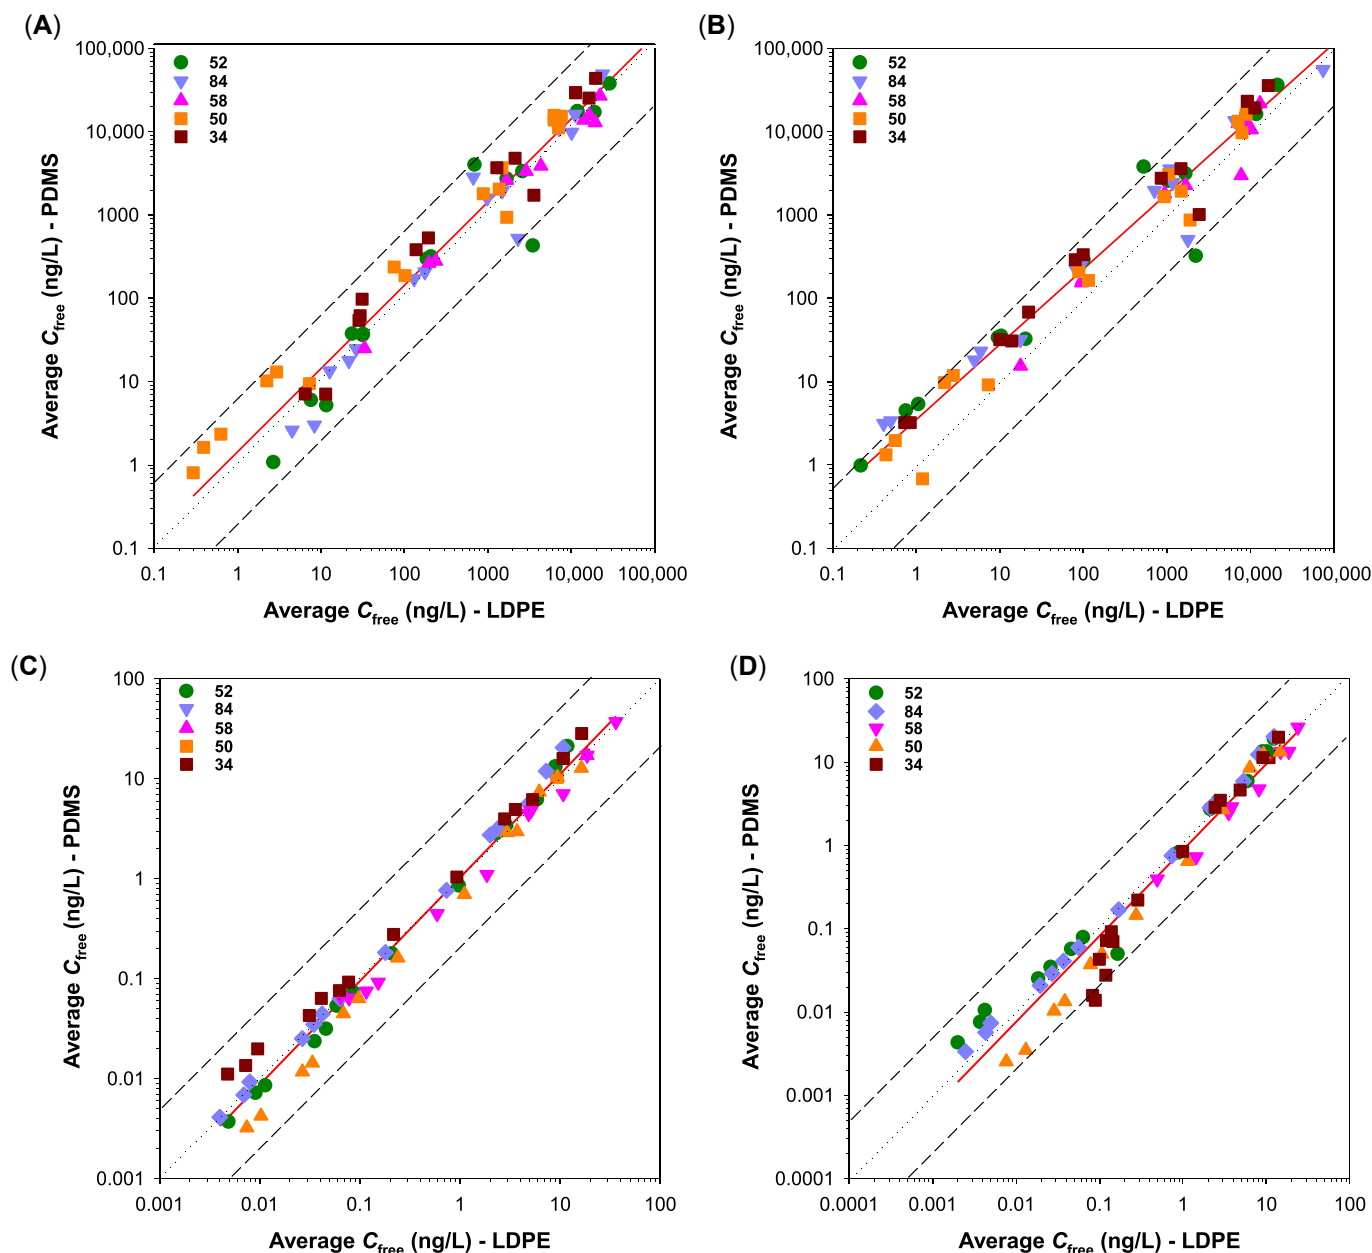 (A)
100,000
10,000
1000
100
10
1
0.1
Average Cfree (ng/L) - PDMS
52
84
58
50
34
0.1 1 10 100 1000 10,000 100,000
Average Cfree (ng/L) - LDPE
(B)
100,000
10,000
1000
100
10
1
0.1
Average Cfree (ng/L) - PDMS
52
84
58
50
34
0.1 1 10 100 1000 10,000 100,000
Average Cfree (ng/L) - LDPE
(C)
100
10
1
0.1
0.01
0.001
Average Cfree (ng/L) - PDMS
52
84
58
50
34
0.001 0.01 0.1 1 10 100
Average Cfree (ng/L) - LDPE
(D)
100
10
1
0.1
0.01
0.001
0.0001
Average Cfree (ng/L) - PDMS
52
84
58
50
34
0.0001 0.001 0.01 0.1 1 10 100
Average Cfree (ng/L) - LDPE